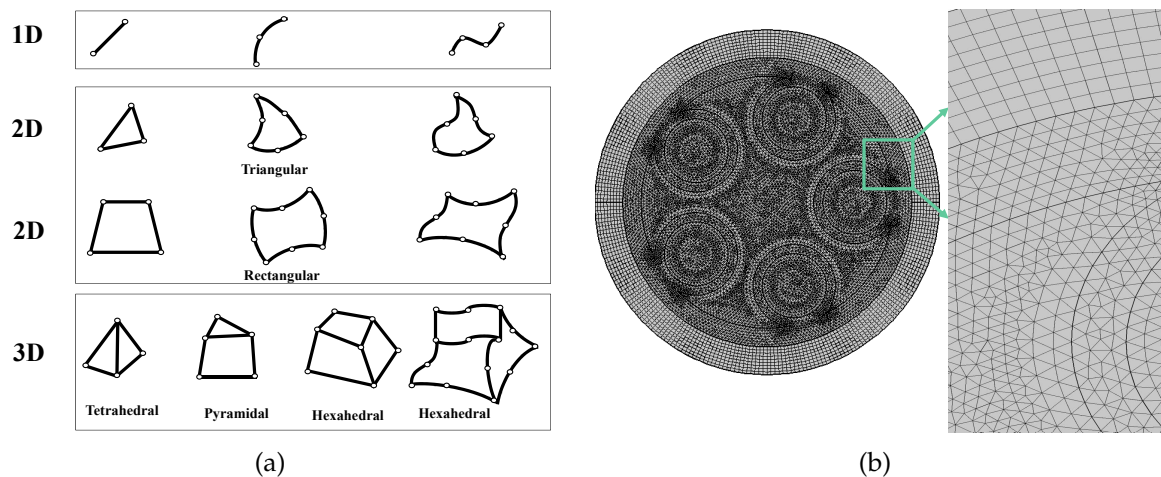 1D
2D
Triangular
2D
Rectangular
3D
Tetrahedral Pyramidal Hexahedral Hexahedral
(a) (b)